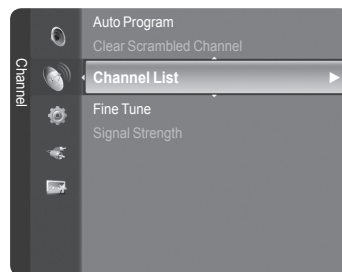 Channel
Auto Program
Clear Scrambled Channel
Channel List
Fine Tune
Signal Strength